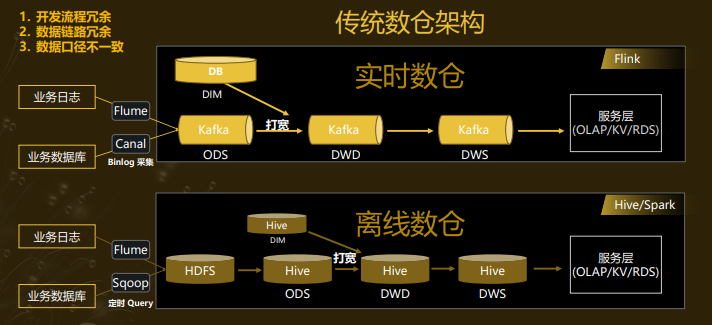 1. 开发流程冗余
2. 数据链路冗余
3. 数据口径不一致
传统数仓架构
Flink
实时数仓
DB
DIM
业务日志
Flume
Kafka
打宽
Kafka
Kafka
服务层
(OLAP/KV/RDS)
Canal
业务数据库
Binlog 采集
ODS
DWD
DWS
Hive/Spark
离线数仓
Hive
DIM
业务日志
Flume
打宽
HDFS
Hive
Hive
Hive
服务层
(OLAP/KV/RDS)
Sqoop
业务数据库
定时 Query
ODS
DWD
DWS